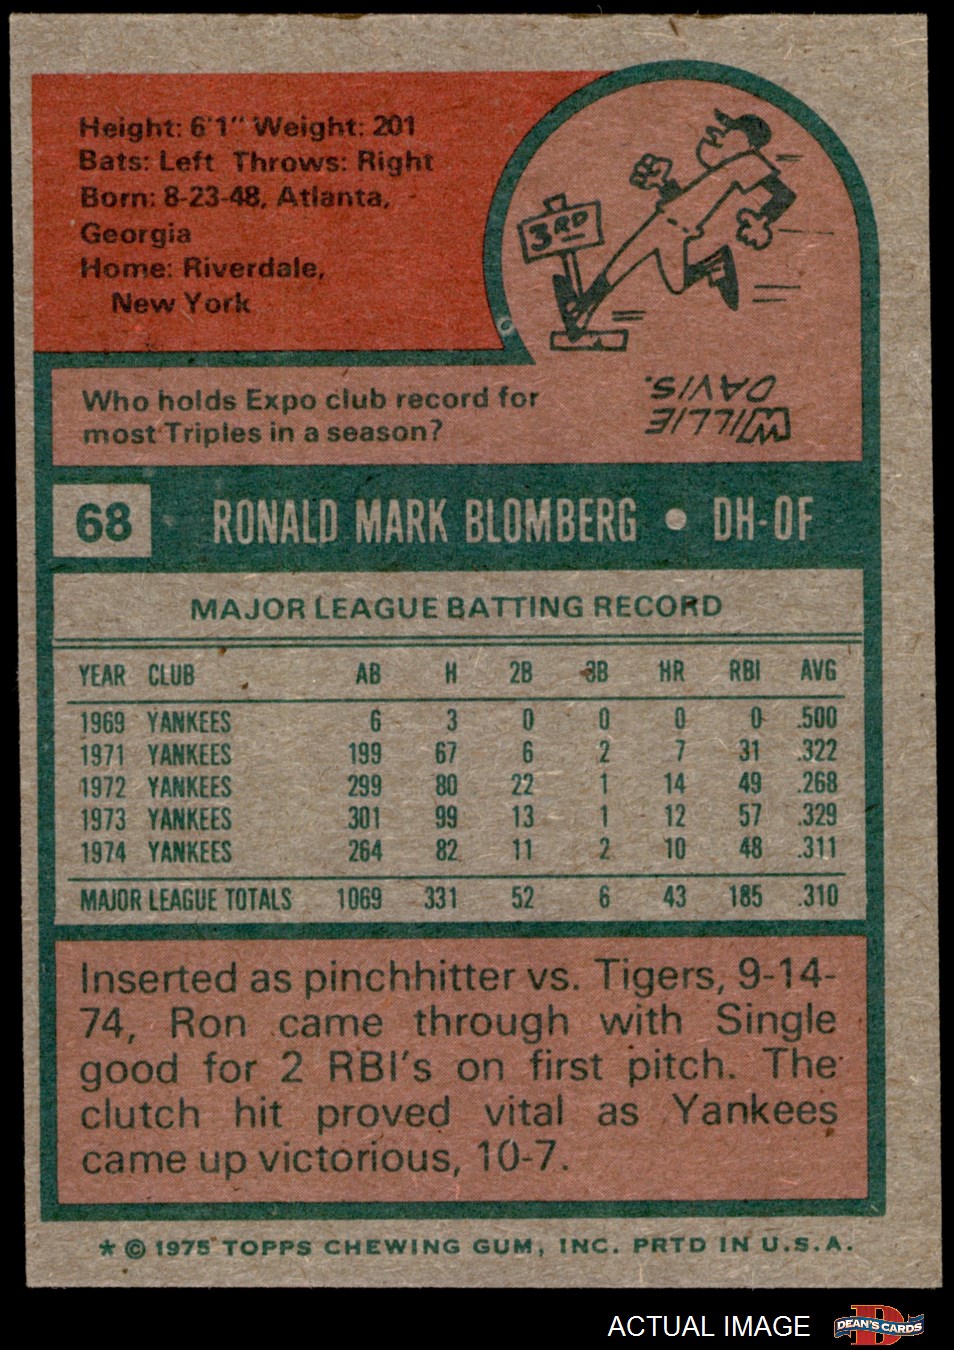 Height: 6'1" Weight: 201
Bats: Left Throws: Right
Born: 8-23-48, Atlanta,
Georgia
Home: Riverdale,
New York
3RD
Who holds Expo club record for
most Triples in a season?
WILLIE
DAVIS.
68 RONALD MARK BLOMBERG • DH-OF
MAJOR LEAGUE BATTING RECORD
YEAR CLUB AB H 2B 3B HR RBI AVG
1969 YANKEES 6 3 0 0 0 0 .500
1971 YANKEES 199 67 6 2 7 31 .322
1972 YANKEES 299 80 22 1 14 49 .268
1973 YANKEES 301 99 13 1 12 57 .329
1974 YANKEES 264 82 11 2 10 48 .311
MAJOR LEAGUE TOTALS 1069 331 52 6 43 185 .310
Inserted as pinchhitter vs. Tigers, 9-14-
74, Ron came through with Single
good for 2 RBI's on first pitch. The
clutch hit proved vital as Yankees
came up victorious, 10-7.
* © 1975 TOPPS CHEWING GUM, INC. PRTD IN U.S.A.
ACTUAL IMAGE
D
DEAN'S CARDS